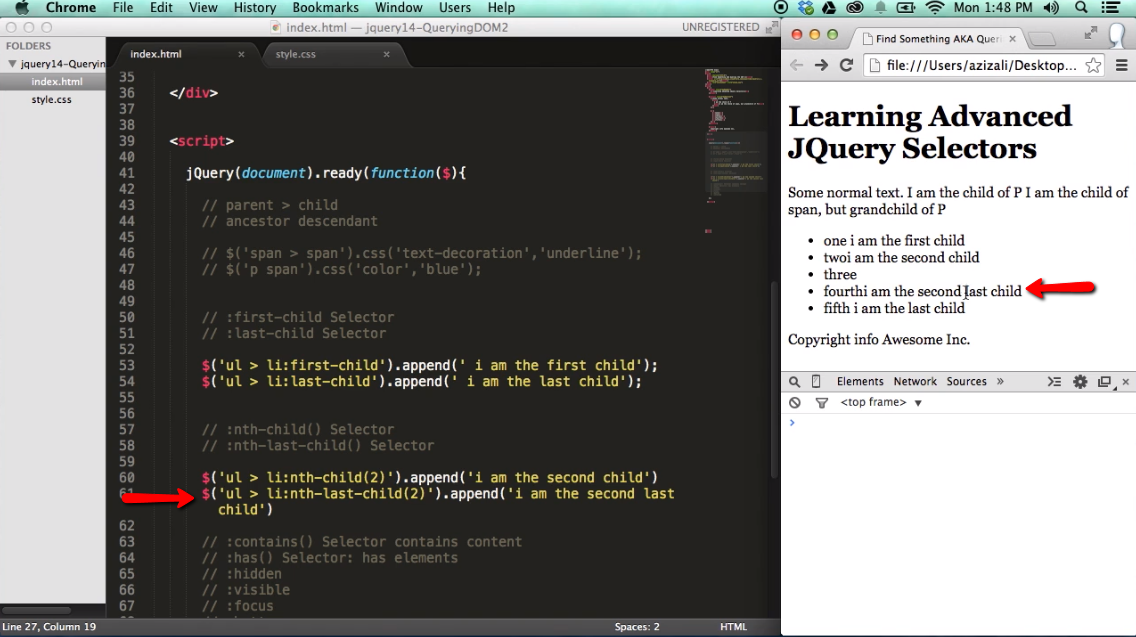 Chrome File Edit View History Bookmarks Window Users Help Mon 1:48 PM
index.html — jquery14-QueryingDOM2 UNREGISTERED
FOLDERS
jquery14-Queryin
index.html
style.css
index.html × style.css ×
35
36 </div>
37
38
39 <script>
40
41 jQuery(document).ready(function($){
42
43 // parent > child
44 // ancestor descendant
45
46 // $('span > span').css('text-decoration','underline');
47 // $('p span').css('color','blue');
48
49
50 // :first-child Selector
51 // :last-child Selector
52
53 $('ul > li:first-child').append(' i am the first child');
54 $('ul > li:last-child').append(' i am the last child');
55
56
57 // :nth-child() Selector
58 // :nth-last-child() Selector
59
60 $('ul > li:nth-child(2)').append('i am the second child')
61 $('ul > li:nth-last-child(2)').append('i am the second last
child')
62
63 // :contains() Selector contains content
64 // :has() Selector: has elements
65 // :hidden
66 // :visible
67 // :focus
Line 27, Column 19 Spaces: 2 HTML
Find Something AKA Queri ×
file:///Users/azizali/Desktop...
Learning Advanced
JQuery Selectors
Some normal text. I am the child of P I am the child of
span, but grandchild of P
• one i am the first child
• twoi am the second child
• three
• fourthi am the second last child
• fifth i am the last child
Copyright info Awesome Inc.
Elements Network Sources » ×
<top frame> ▼
>